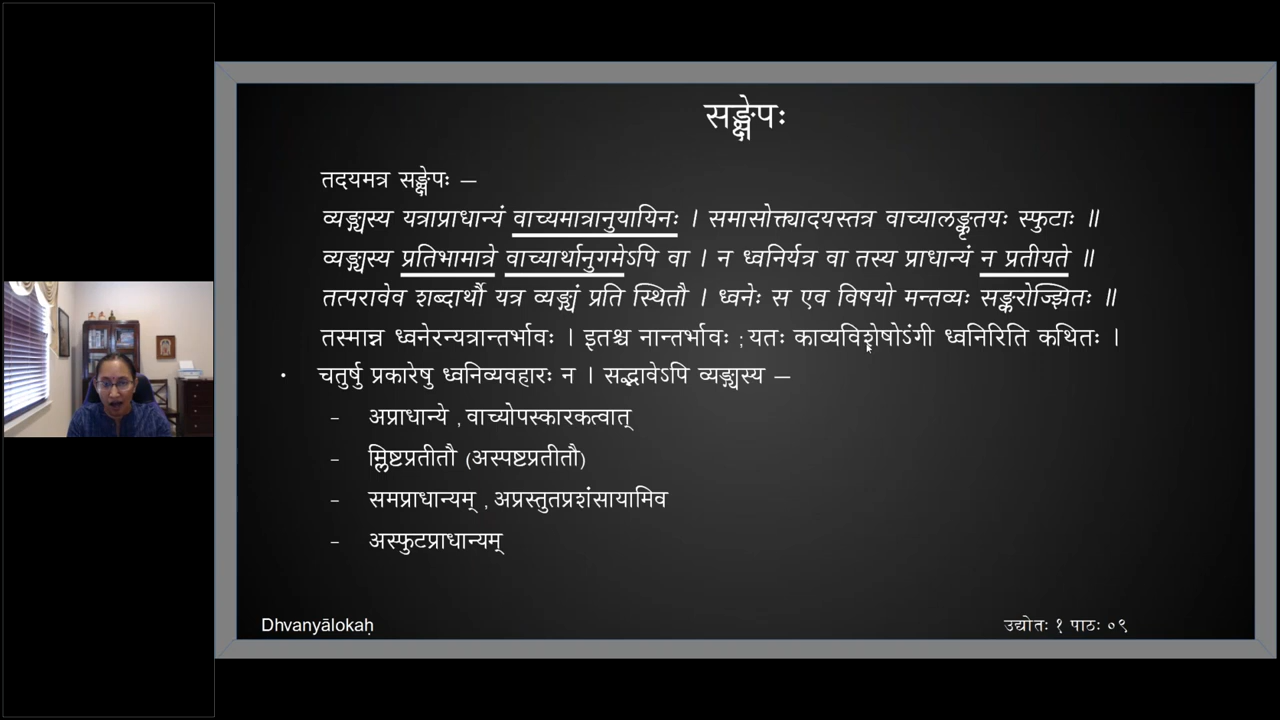 सङ्क्षेपः
तदयमत्र सङ्क्षेपः —
व्यङ्ग्यस्य यत्राप्राधान्यं वाच्यमात्रानुयायिनः । समासोक्त्यादयस्तत्र वाच्यालङ्कृतयः स्फुटाः ॥
व्यङ्ग्यस्य प्रतिभामात्रे वाच्यार्थानुगमेऽपि वा । न ध्वनिर्यत्र वा तस्य प्राधान्यं न प्रतीयते ॥
तत्परावेव शब्दार्थौ यत्र व्यङ्ग्यं प्रति स्थितौ । ध्वनेः स एव विषयो मन्तव्यः सङ्करोज्झितः ॥
तस्मान्न ध्वनेरन्यत्रान्तर्भावः । इतश्च नान्तर्भावः ; यतः काव्यविशेषोऽंगी ध्वनिरिति कथितः ।
• चतुर्षु प्रकारेषु ध्वनिव्यवहारः न । सद्भावेऽपि व्यङ्ग्यस्य —
– अप्राधान्ये , वाच्योपस्कारकत्वात्
– म्लिष्टप्रतीतौ (अस्पष्टप्रतीतौ)
– समप्राधान्यम् , अप्रस्तुतप्रशंसायामिव
– अस्फुटप्राधान्यम्
Dhvanyālokaḥ
उद्योतः १ पाठः ०९